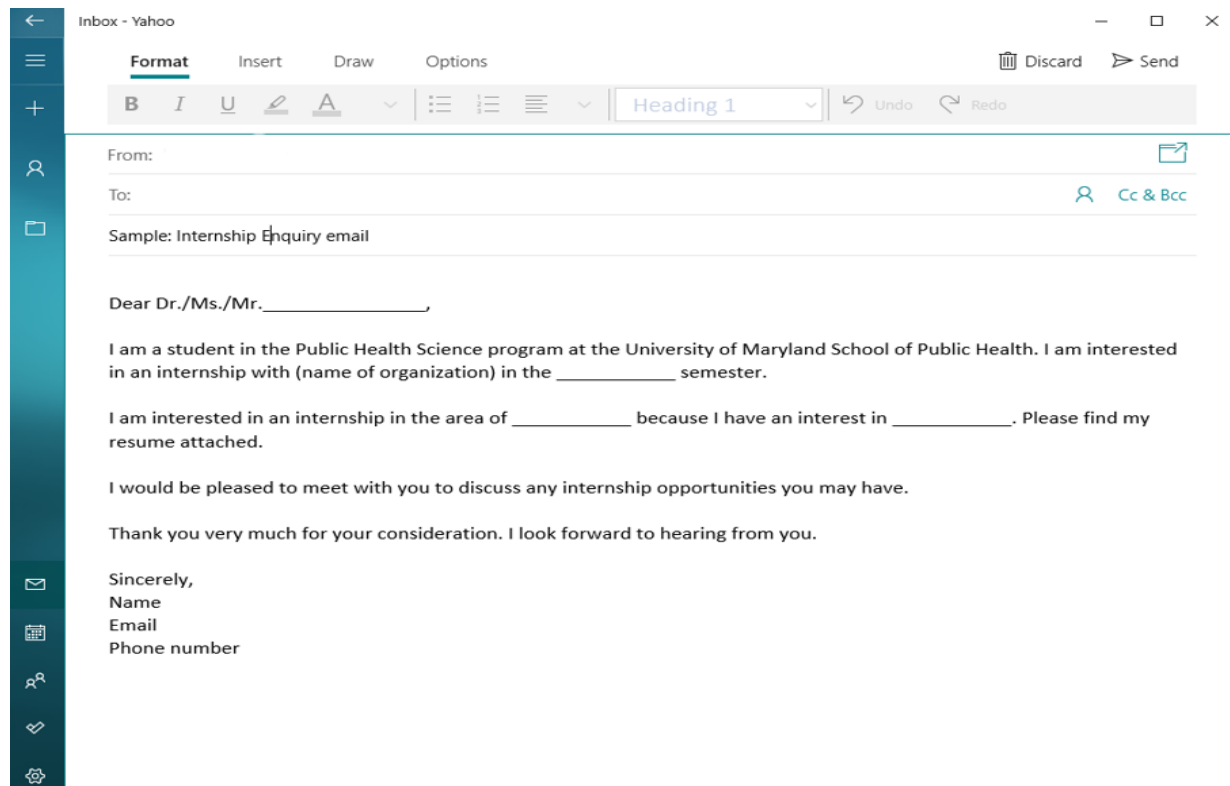 Inbox - Yahoo
Format Insert Draw Options Discard Send
B I U A Heading 1 Undo Redo
From:
To: Cc & Bcc
Sample: Internship Enquiry email
Dear Dr./Ms./Mr.__________________,
I am a student in the Public Health Science program at the University of Maryland School of Public Health. I am interested
in an internship with (name of organization) in the _____________ semester.
I am interested in an internship in the area of _____________ because I have an interest in _____________. Please find my
resume attached.
I would be pleased to meet with you to discuss any internship opportunities you may have.
Thank you very much for your consideration. I look forward to hearing from you.
Sincerely,
Name
Email
Phone number